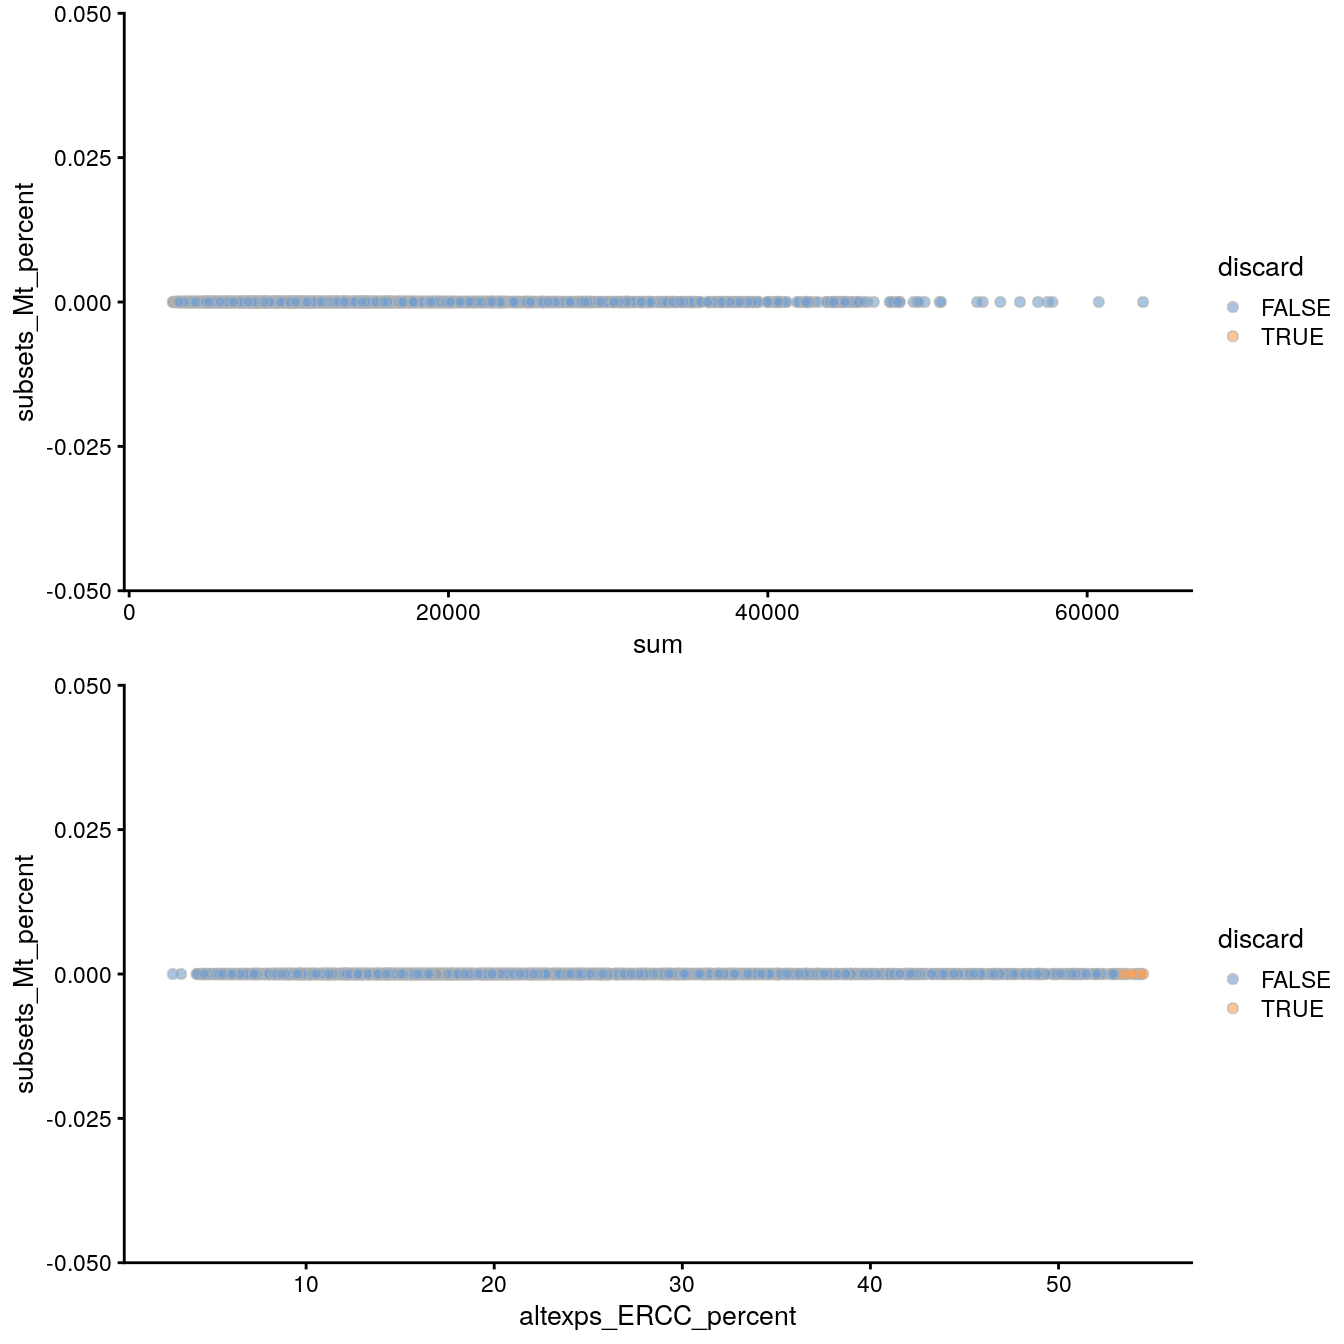 0.050
0.025
0.000
-0.025
-0.050
subsets_Mt_percent
0 20000 40000 60000
sum
discard
FALSE
TRUE
0.050
0.025
0.000
-0.025
-0.050
subsets_Mt_percent
10 20 30 40 50
altexps_ERCC_percent
discard
FALSE
TRUE